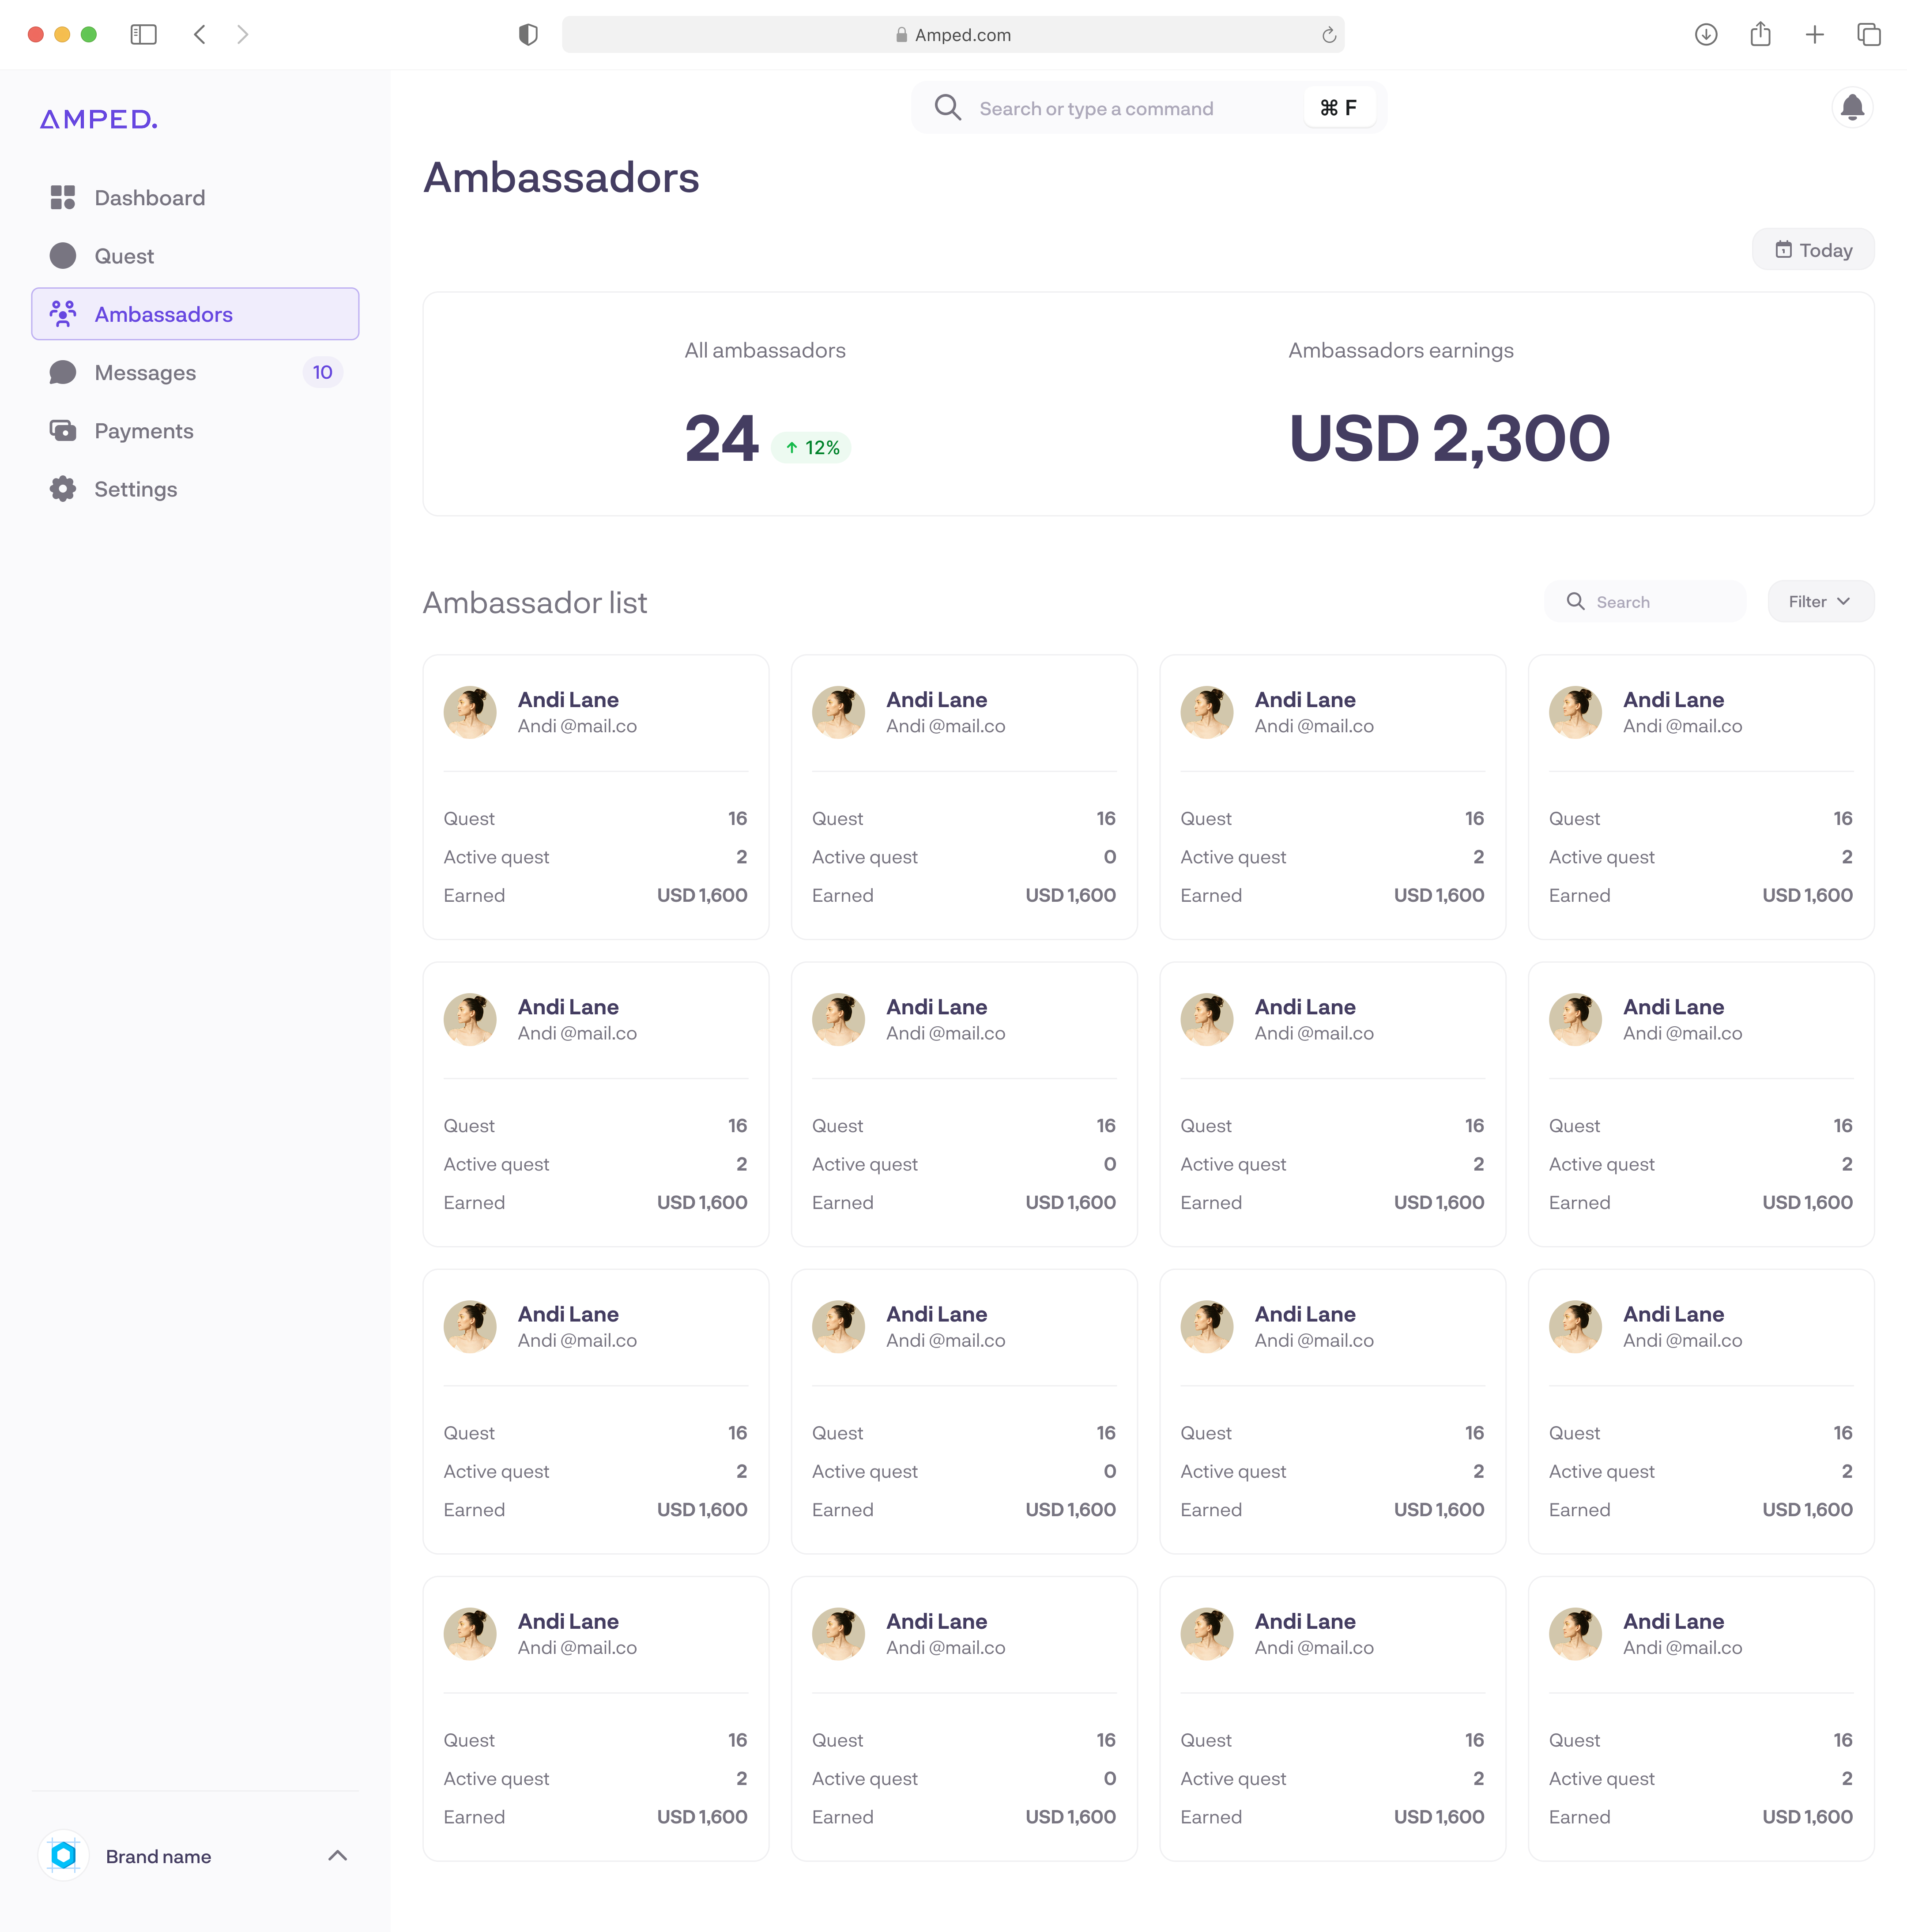 Amped.com
AMPED.
Search or type a command
⌘ F
Dashboard
Quest
Ambassadors
Messages
10
Payments
Settings
Ambassadors
Today
All ambassadors
24
12%
Ambassadors earnings
USD 2,300
Ambassador list
Search
Filter
Andi Lane
Andi @mail.co
Quest 16
Active quest 2
Earned USD 1,600
Andi Lane
Andi @mail.co
Quest 16
Active quest 0
Earned USD 1,600
Andi Lane
Andi @mail.co
Quest 16
Active quest 2
Earned USD 1,600
Andi Lane
Andi @mail.co
Quest 16
Active quest 2
Earned USD 1,600
Andi Lane
Andi @mail.co
Quest 16
Active quest 2
Earned USD 1,600
Andi Lane
Andi @mail.co
Quest 16
Active quest 0
Earned USD 1,600
Andi Lane
Andi @mail.co
Quest 16
Active quest 2
Earned USD 1,600
Andi Lane
Andi @mail.co
Quest 16
Active quest 2
Earned USD 1,600
Andi Lane
Andi @mail.co
Quest 16
Active quest 2
Earned USD 1,600
Andi Lane
Andi @mail.co
Quest 16
Active quest 0
Earned USD 1,600
Andi Lane
Andi @mail.co
Quest 16
Active quest 2
Earned USD 1,600
Andi Lane
Andi @mail.co
Quest 16
Active quest 2
Earned USD 1,600
Andi Lane
Andi @mail.co
Quest 16
Active quest 2
Earned USD 1,600
Andi Lane
Andi @mail.co
Quest 16
Active quest 0
Earned USD 1,600
Andi Lane
Andi @mail.co
Quest 16
Active quest 2
Earned USD 1,600
Andi Lane
Andi @mail.co
Quest 16
Active quest 2
Earned USD 1,600
Brand name